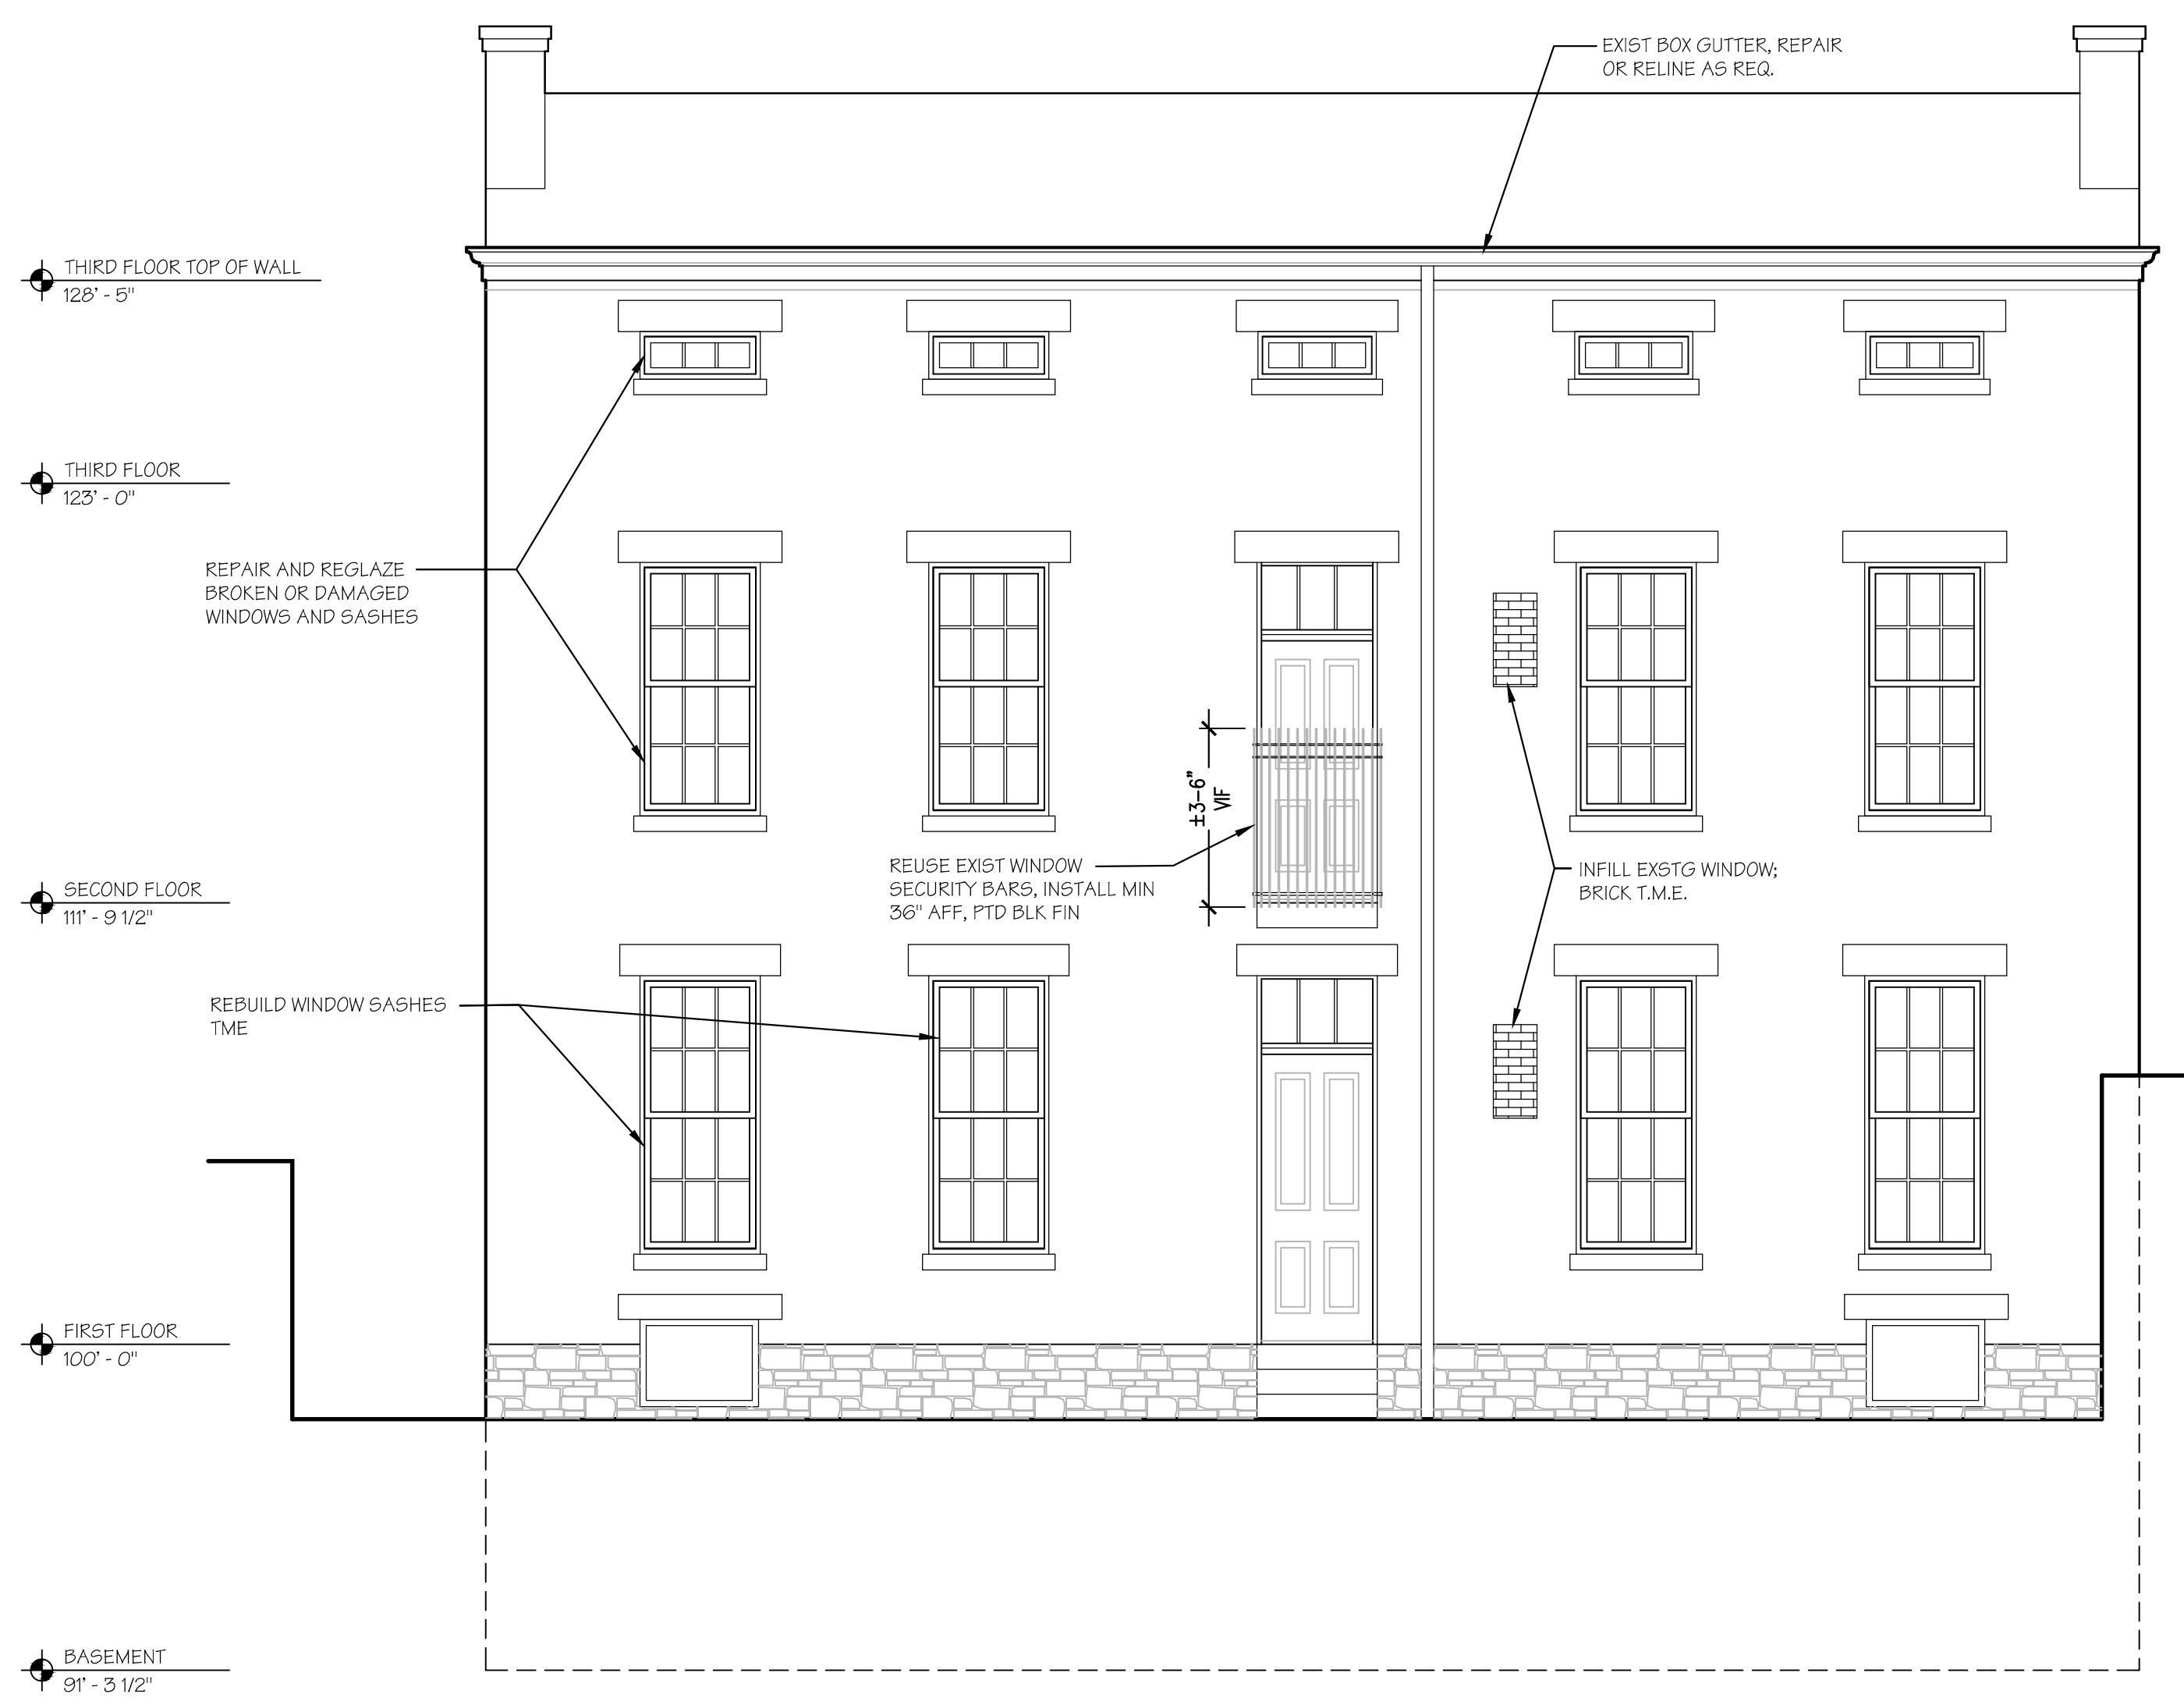 EXIST BOX GUTTER, REPAIR
OR RELINE AS REQ.
THIRD FLOOR TOP OF WALL
128' - 5"
THIRD FLOOR
123' - 0"
REPAIR AND REGLAZE
BROKEN OR DAMAGED
WINDOWS AND SASHES
±3-6"
VIF
REUSE EXIST WINDOW
SECURITY BARS, INSTALL MIN
36" AFF, PTD BLK FIN
INFILL EXSTG WINDOW;
BRICK T.M.E.
SECOND FLOOR
111' - 9 1/2"
REBUILD WINDOW SASHES
TME
FIRST FLOOR
100' - 0"
BASEMENT
91' - 3 1/2"